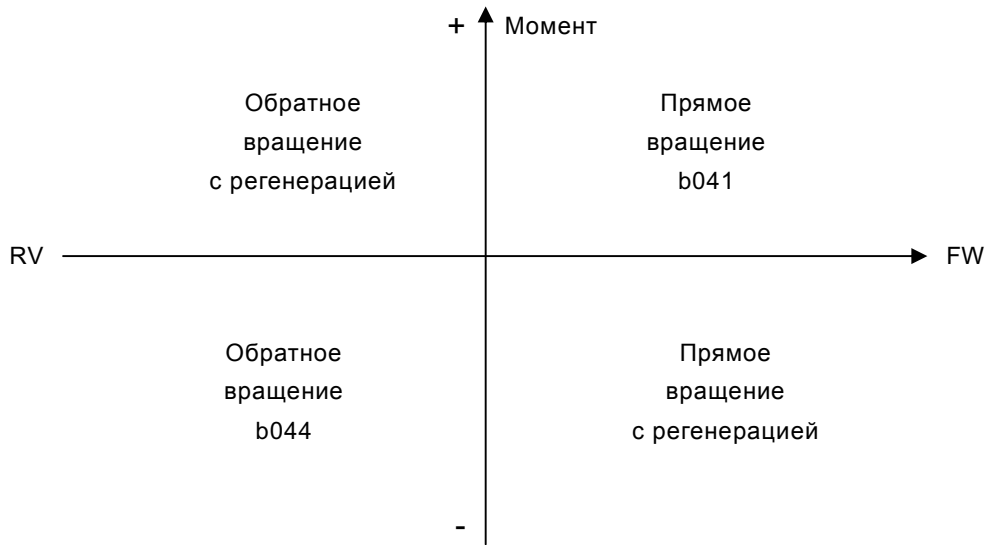 + Момент
Обратное
вращение
с регенерацией
Прямое
вращение
b041
RV
FW
Обратное
вращение
b044
Прямое
вращение
с регенерацией
-